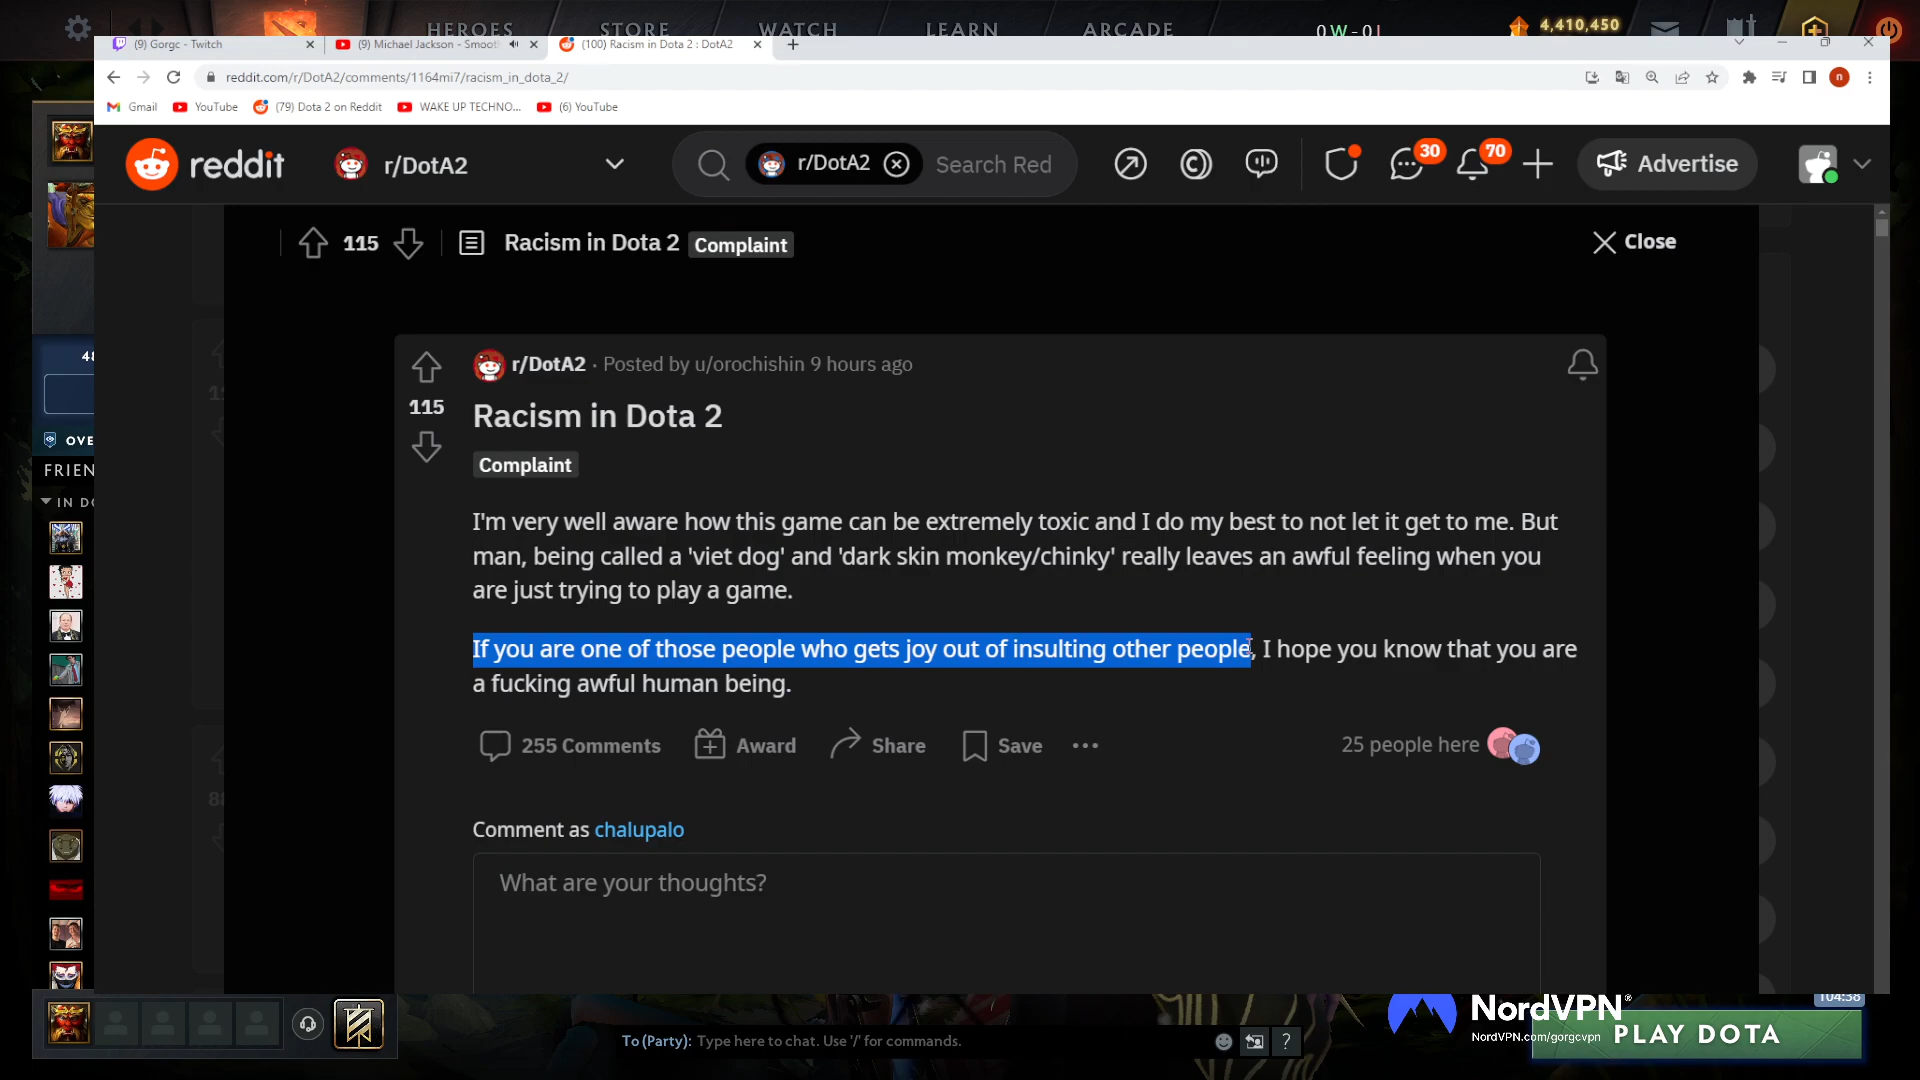 HEROES STORE WATCH LEARN ARCADE 0 W - 0 L 4,410,450
(9) Gorgc - Twitch
(9) Michael Jackson - Smoot
(100) Racism in Dota 2 : DotA2
reddit.com/r/DotA2/comments/1164mi7/racism_in_dota_2/
n
Gmail YouTube (79) Dota 2 on Reddit WAKE UP TECHNO... (6) YouTube
reddit r/DotA2 r/DotA2 Search Red 30 70 Advertise
115 Racism in Dota 2 Complaint Close
r/DotA2 · Posted by u/orochishin 9 hours ago
115
Racism in Dota 2
Complaint
I'm very well aware how this game can be extremely toxic and I do my best to not let it get to me. But
man, being called a 'viet dog' and 'dark skin monkey/chinky' really leaves an awful feeling when you
are just trying to play a game.
If you are one of those people who gets joy out of insulting other people, I hope you know that you are
a fucking awful human being.
255 Comments Award Share Save ··· 25 people here
Comment as chalupalo
What are your thoughts?
48
OVE
FRIEN
IN DO
To (Party): Type here to chat. Use '/' for commands.
?
NordVPN®
NordVPN.com/gorgcvpn
104:38
PLAY DOTA